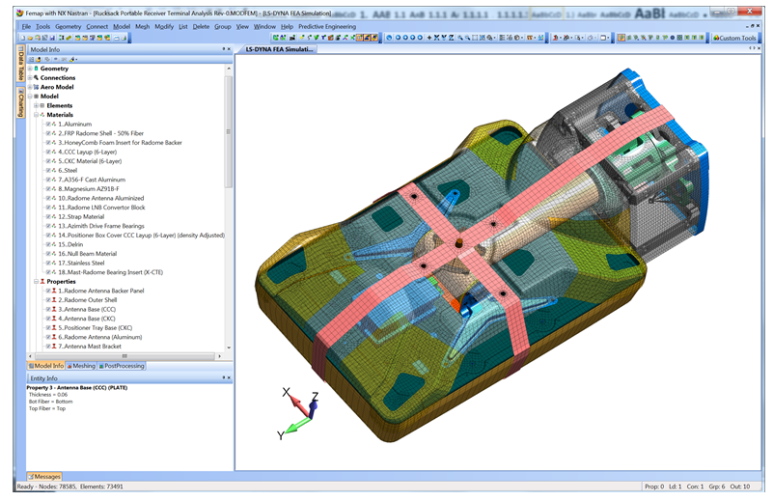 Femap with NX Nastran - [Rucksack Portable Receiver Terminal Analysis Rev-0.MODFEM] - [LS-DYNA FEA Simulation]
File Tools Geometry Connect Model Mesh Modify List Delete Group View Window Help Predictive Engineering
Custom Tools
Model Info
LS-DYNA FEA Simulati...
Data Table
Charting
Geometry
Connections
Aero Model
Model
Elements
Materials
1..Aluminum
2..FRP Radome Shell - 50% Fiber
3..HoneyComb Foam Insert for Radome Backer
4..CCC Layup (6-Layer)
5..CKC Material (6-Layer)
6..Steel
7..A356-F Cast Aluminum
8..Magnesium AZ91B-F
10..Radome Antenna Aluminized
11..Radome LNB Convertor Block
12..Strap Material
13..Azimuth Drive Frame Bearings
14..Positioner Box Cover CCC Layup (6-Layer) (density Adjusted)
15..Delrin
16..Null Beam Material
17..Stainless Steel
18..Mast-Radome Bearing Insert (X-CTE)
Properties
1..Radome Antenna Backer Panel
2..Radome Outer Shell
3..Antenna Base (CCC)
4..Antenna Base (CKC)
5..Positioner Tray Base (CKC)
6..Radome Antenna (Aluminum)
7..Antenna Mast Bracket
Model Info Meshing PostProcessing
Entity Info
Property 3 - Antenna Base (CCC) (PLATE)
Thickness = 0.06
Bot Fiber = Bottom
Top Fiber = Top
X
Z
Y
Messages
Ready - Nodes: 78585, Elements: 73491
Prop: 0 Ld: 1 Con: 1 Grp: 6 Out: 10